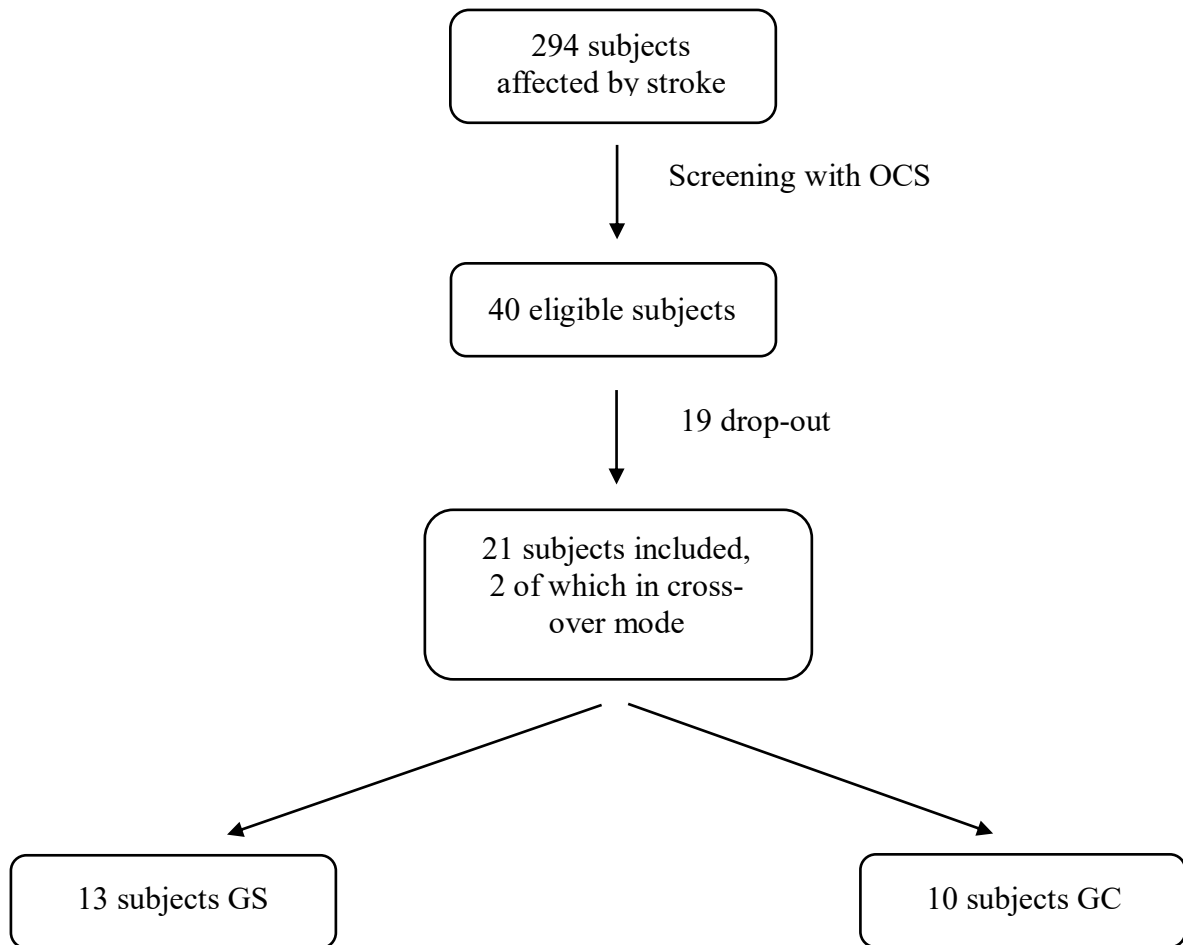 294 subjects
affected by stroke
Screening with OCS
40 eligible subjects
19 drop-out
21 subjects included,
2 of which in cross-
over mode
13 subjects GS
10 subjects GC